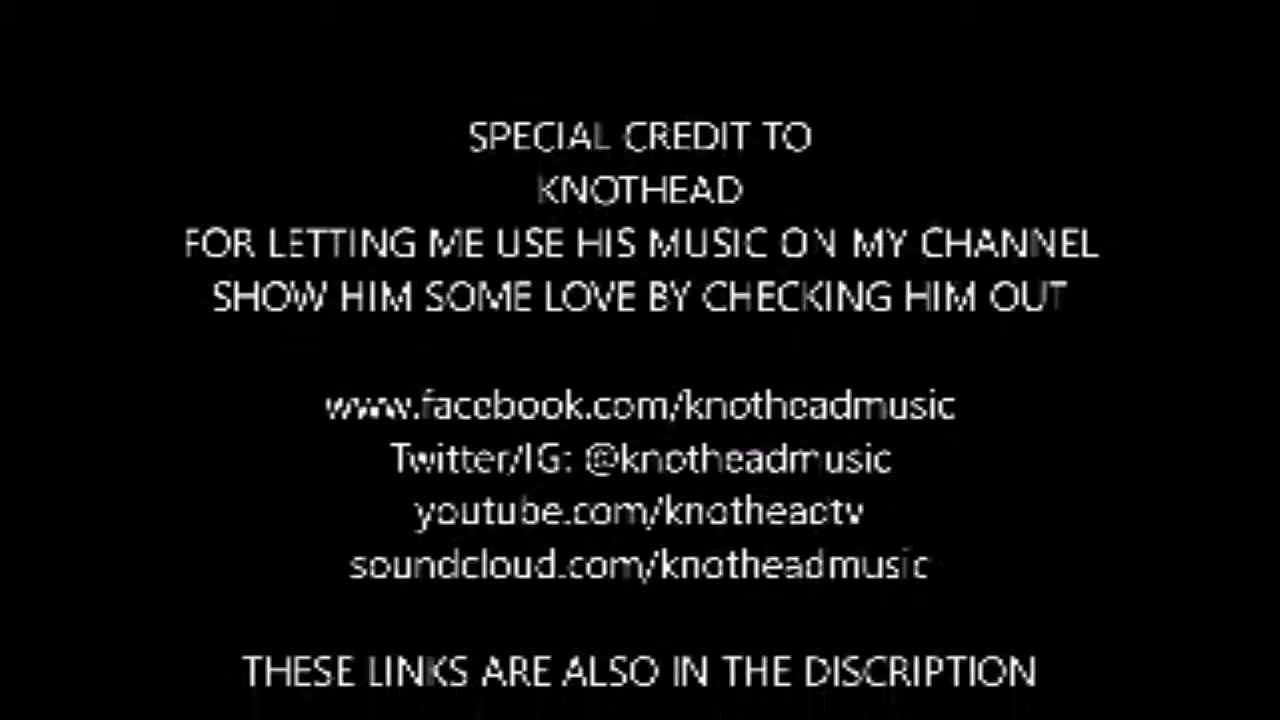 SPECIAL CREDIT TO
KNOTHEAD
FOR LETTING ME USE HIS MUSIC ON MY CHANNEL
SHOW HIM SOME LOVE BY CHECKING HIM OUT
www.facebook.com/knotheadmusic
Twitter/IG: @knotheadmusic
youtube.com/knotheadtv
soundcloud.com/knotheadmusic
THESE LINKS ARE ALSO IN THE DISCRIPTION